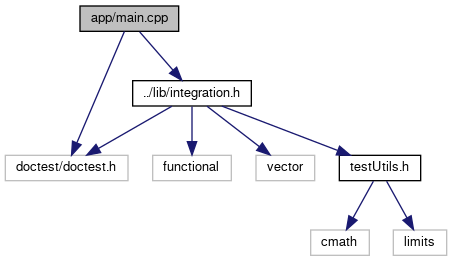 app/main.cpp
../lib/integration.h
doctest/doctest.h
functional
vector
testUtils.h
cmath
limits